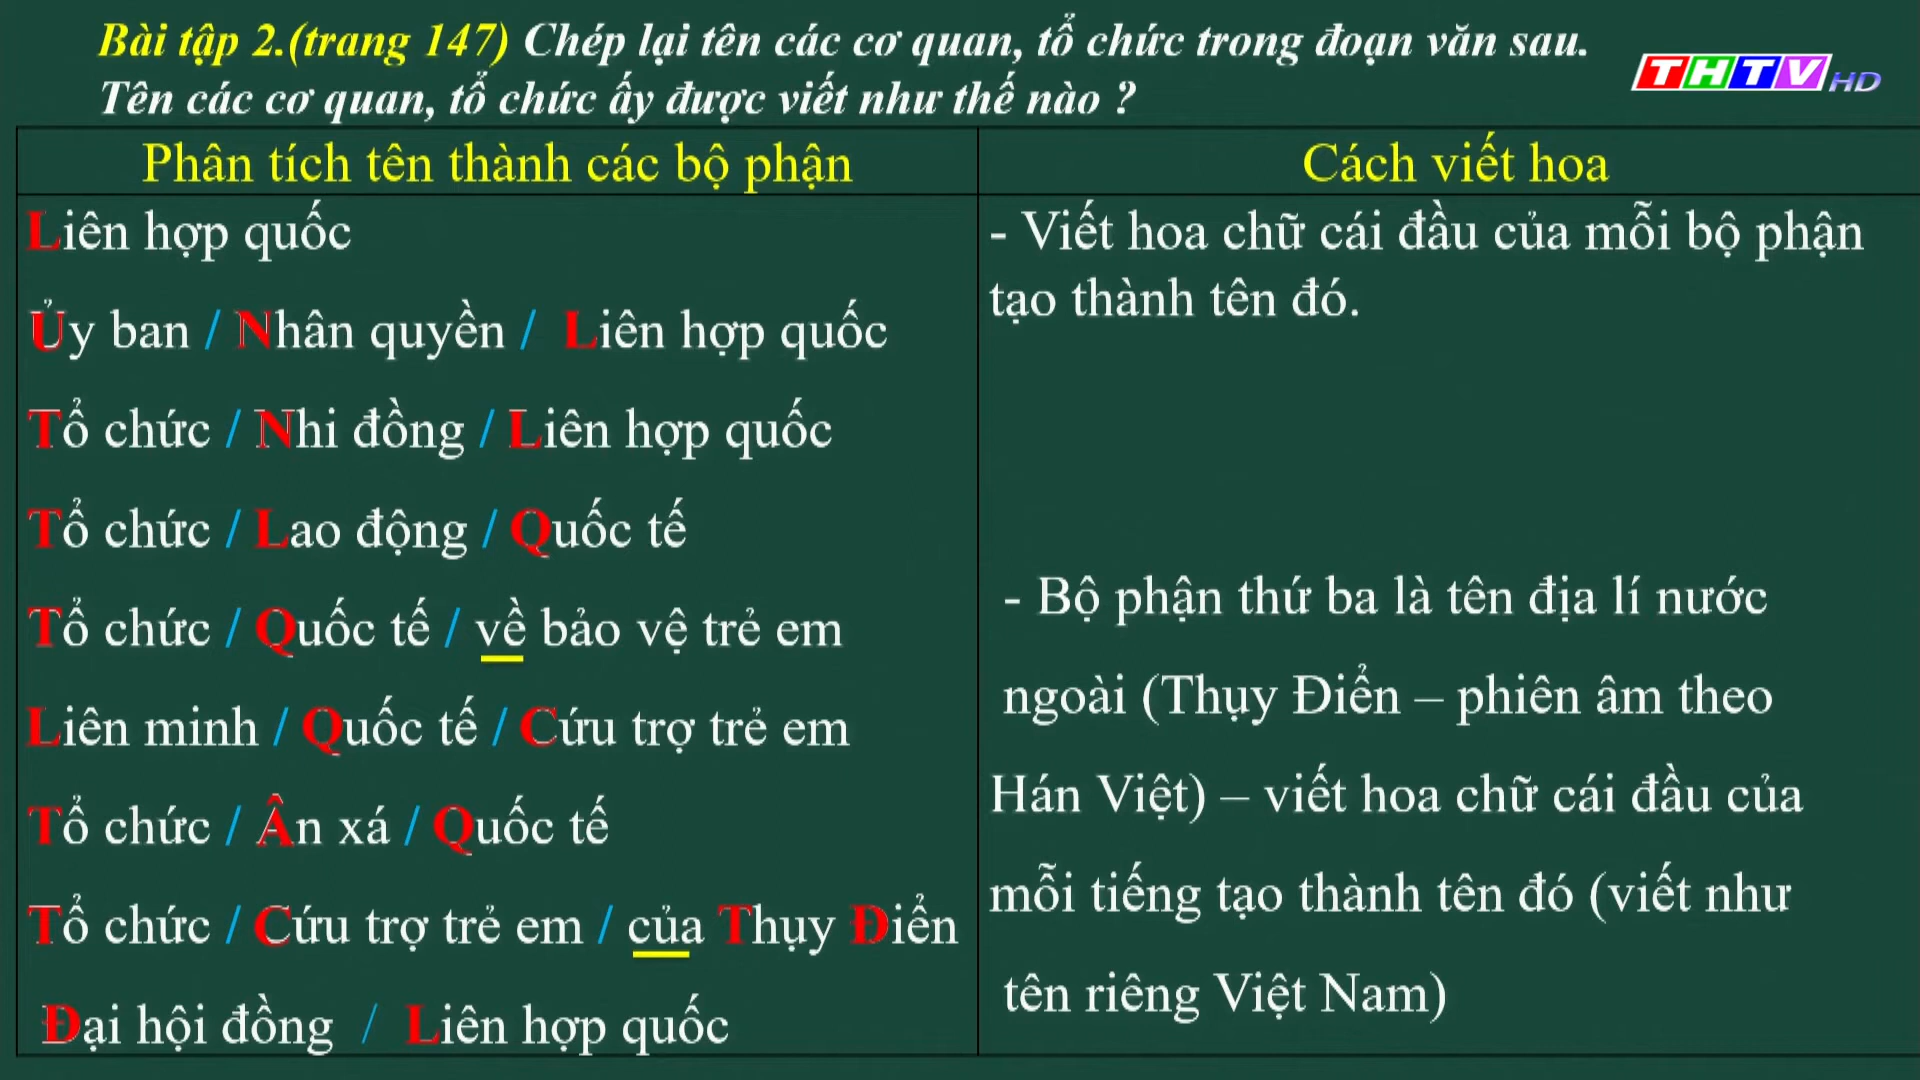 Bài tập 2.(trang 147) Chép lại tên các cơ quan, tổ chức trong đoạn văn sau.
Tên các cơ quan, tổ chức ấy được viết như thế nào ?
THTV HD
Phân tích tên thành các bộ phận
Liên hợp quốc
Ủy ban / Nhân quyền / Liên hợp quốc
Tổ chức / Nhi đồng / Liên hợp quốc
Tổ chức / Lao động / Quốc tế
Tổ chức / Quốc tế / về bảo vệ trẻ em
Liên minh / Quốc tế / Cứu trợ trẻ em
Tổ chức / Ân xá / Quốc tế
Tổ chức / Cứu trợ trẻ em / của Thụy Điển
Đại hội đồng / Liên hợp quốc
Cách viết hoa
- Viết hoa chữ cái đầu của mỗi bộ phận
tạo thành tên đó.
- Bộ phận thứ ba là tên địa lí nước
ngoài (Thụy Điển – phiên âm theo
Hán Việt) – viết hoa chữ cái đầu của
mỗi tiếng tạo thành tên đó (viết như
tên riêng Việt Nam)